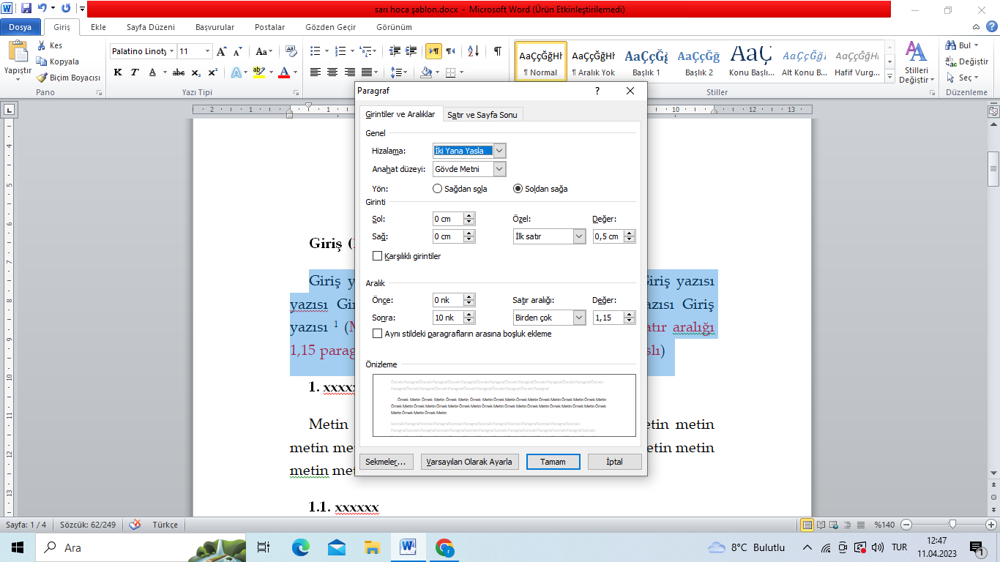 sarı hoca şablon.docx - Microsoft Word (Ürün Etkinleştirilemedi)
Dosya Giriş Ekle Sayfa Düzeni Başvurular Postalar Gözden Geçir Görünüm
Yapıştır
Kes
Kopyala
Biçim Boyacısı
Pano
Palatino Linoty 11
Yazı Tipi
AaÇçĞğHł AaÇçĞğHł AaÇçĞğ AaÇçĞğ AaÇ AaÇçĞğH AaÇçĞğH
¶ Normal ¶ Aralık Yok Başlık 1 Başlık 2 Konu Başlı... Alt Konu B... Hafif Vurg...
Stilleri Değiştir
Stiller
Bul
Değiştir
Seç
Düzenleme
Paragraf
Girintiler ve Aralıklar Satır ve Sayfa Sonu
Genel
Hizalama: İki Yana Yasla
Anahat düzeyi: Gövde Metni
Yön: Sağdan sola Soldan sağa
Girinti
Sol: 0 cm Özel: Değer:
Sağ: 0 cm İlk satır 0,5 cm
Karşılıklı girintiler
Aralık
Önce: 0 nk Satır aralığı: Değer:
Sonra: 10 nk Birden çok 1,15
Aynı stildeki paragrafların arasına boşluk ekleme
Önizleme
Sekmeler... Varsayılan Olarak Ayarla Tamam İptal
Giriş (
Giriş y Giriş yazısı
yazısı Gi azısı Giriş
yazısı 1 ( atır aralığı
1,15 parag slı)
1. xxxx
Metin etin metin
metin me etin metin
metin me
1.1. xxxxxx
Sayfa: 1 / 4 Sözcük: 62/249 Türkçe %140
Ara 8°C Bulutlu TUR 12:47
11.04.2023